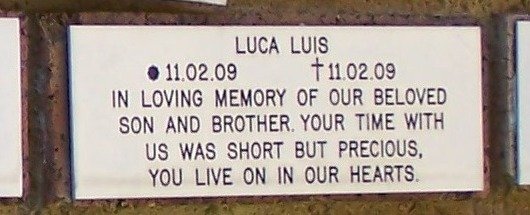 LUCA LUIS
● 11.02.09 †11.02.09
IN LOVING MEMORY OF OUR BELOVED
SON AND BROTHER. YOUR TIME WITH
US WAS SHORT BUT PRECIOUS,
YOU LIVE ON IN OUR HEARTS.